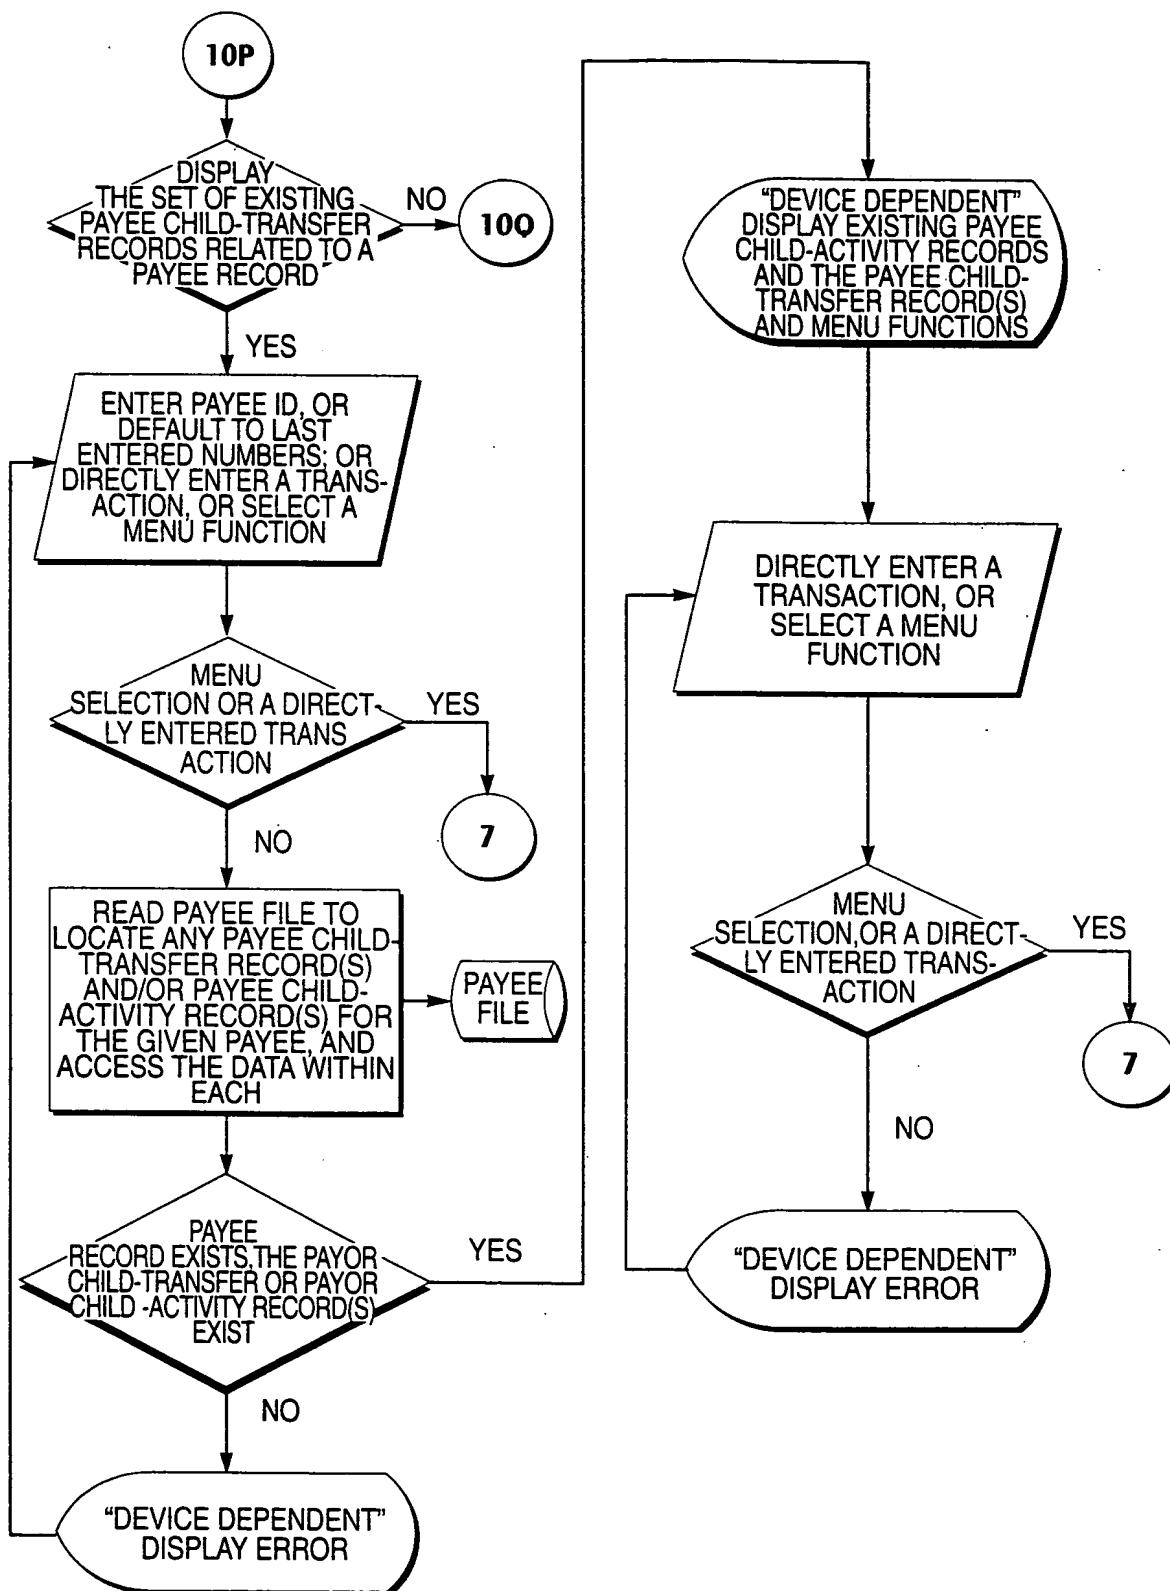 10P
DISPLAY
THE SET OF EXISTING
PAYEE CHILD-TRANSFER
RECORDS RELATED TO A
PAYEE RECORD
NO
10Q
YES
ENTER PAYEE ID, OR
DEFAULT TO LAST
ENTERED NUMBERS; OR
DIRECTLY ENTER A TRANS-
ACTION, OR SELECT A
MENU FUNCTION
MENU
SELECTION OR A DIRECT-
LY ENTERED TRANS
ACTION
YES
7
NO
READ PAYEE FILE TO
LOCATE ANY PAYEE CHILD-
TRANSFER RECORD(S)
AND/OR PAYEE CHILD-
ACTIVITY RECORD(S) FOR
THE GIVEN PAYEE, AND
ACCESS THE DATA WITHIN
EACH
PAYEE
FILE
PAYEE
RECORD EXISTS, THE PAYOR
CHILD-TRANSFER OR PAYOR
CHILD -ACTIVITY RECORD(S)
EXIST
YES
NO
"DEVICE DEPENDENT"
DISPLAY ERROR
"DEVICE DEPENDENT"
DISPLAY EXISTING PAYEE
CHILD-ACTIVITY RECORDS
AND THE PAYEE CHILD-
TRANSFER RECORD(S)
AND MENU FUNCTIONS
DIRECTLY ENTER A
TRANSACTION, OR
SELECT A MENU
FUNCTION
MENU
SELECTION, OR A DIRECT-
LY ENTERED TRANS-
ACTION
YES
7
NO
"DEVICE DEPENDENT"
DISPLAY ERROR